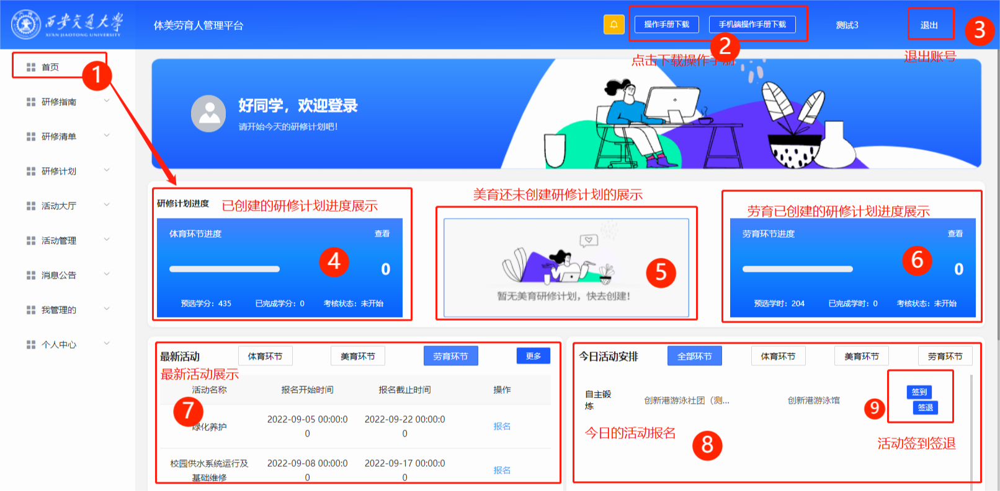 西安交通大学
XI'AN JIAOTONG UNIVERSITY
体美劳育人管理平台
操作手册下载
手机端操作手册下载
测试3
退出
3
2
点击下载操作手册
退出账号
首页
1
研修指南
研修清单
研修计划
活动大厅
活动管理
消息公告
我管理的
个人中心
好同学，欢迎登录
请开始今天的研修计划吧！
研修计划进度
已创建的研修计划进度展示
体育环节进度
查看
4
0
预选学分：435
已完成学分：0
考核状态：未开始
美育还未创建研修计划的展示
5
暂无美育研修计划，快去创建！
劳育已创建的研修计划进度展示
劳育环节进度
查看
6
0
预选学时：204
已完成学时：0
考核状态：未开始
最新活动
体育环节
美育环节
劳育环节
更多
最新活动展示
活动名称
报名开始时间
报名截止时间
操作
7
绿化养护
2022-09-05 00:00:0
0
2022-09-22 00:00:0
0
报名
校园供水系统运行及
基础维修
2022-09-08 00:00:0
0
2022-09-17 00:00:0
0
报名
今日活动安排
全部环节
体育环节
美育环节
劳育环节
自主锻
炼
创新港游泳社团（测...
创新港游泳馆
签到
签退
9
今日的活动报名
8
活动签到签退